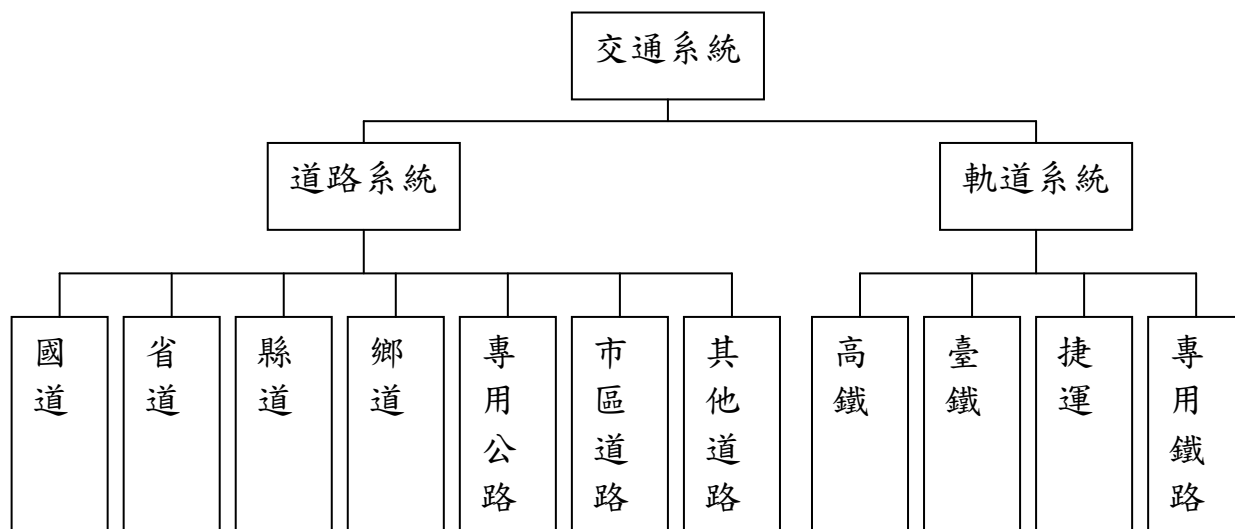 交通系統
道路系統
軌道系統
國道
省道
縣道
鄉道
專用公路
市區道路
其他道路
高鐵
臺鐵
捷運
專用鐵路